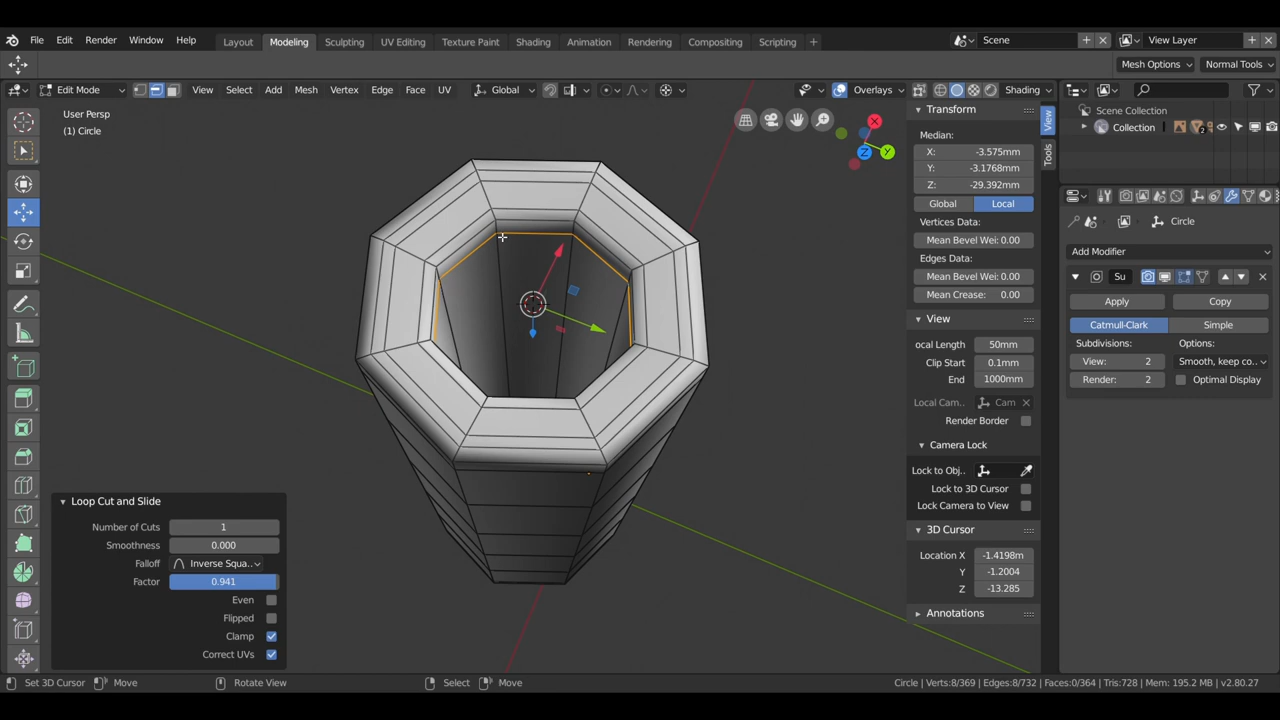 File Edit Render Window Help Layout Modeling Sculpting UV Editing Texture Paint Shading Animation Rendering Compositing Scripting + Scene View Layer
Mesh Options Normal Tools
Edit Mode View Select Add Mesh Vertex Edge Face UV Global Overlays Shading
User Persp
(1) Circle
X
Y
Z
Transform
Median:
X: -3.575mm
Y: -3.1768mm
Z: -29.392mm
Global Local
Vertices Data:
Mean Bevel Wei: 0.00
Edges Data:
Mean Bevel Wei: 0.00
Mean Crease: 0.00
View
ocal Length 50mm
Clip Start 0.1mm
End 1000mm
Local Cam.. Cam
Render Border
Camera Lock
Lock to Obj..
Lock to 3D Cursor
Lock Camera to View
3D Cursor
Location X -1.4198m
Y -1.2004
Z -13.285
Annotations
View
Tools
Scene Collection
Collection 2
Circle
Add Modifier
Su
Apply Copy
Catmull-Clark Simple
Subdivisions: Options:
View: 2 Smooth, keep co..
Render: 2 Optimal Display
Loop Cut and Slide
Number of Cuts 1
Smoothness 0.000
Falloff Inverse Squa..
Factor 0.941
Even
Flipped
Clamp
Correct UVs
Set 3D Cursor Move Rotate View Select Move Circle | Verts:8/369 | Edges:8/732 | Faces:0/364 | Tris:728 | Mem: 195.2 MB | v2.80.27